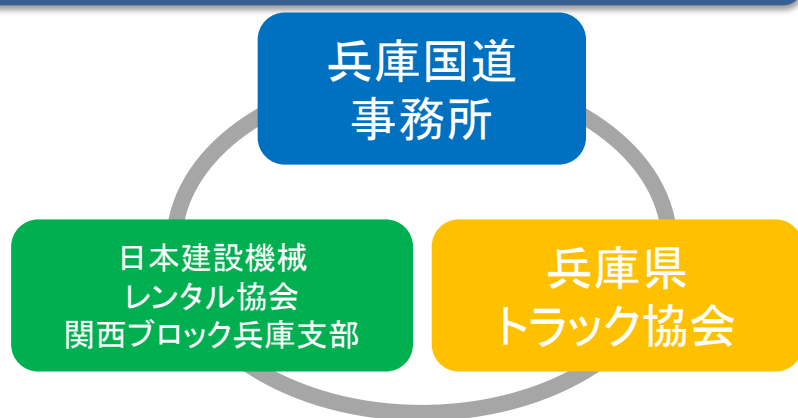 兵庫国道
事務所
日本建設機械
レンタル協会
関西ブロック兵庫支部
兵庫県
トラック協会